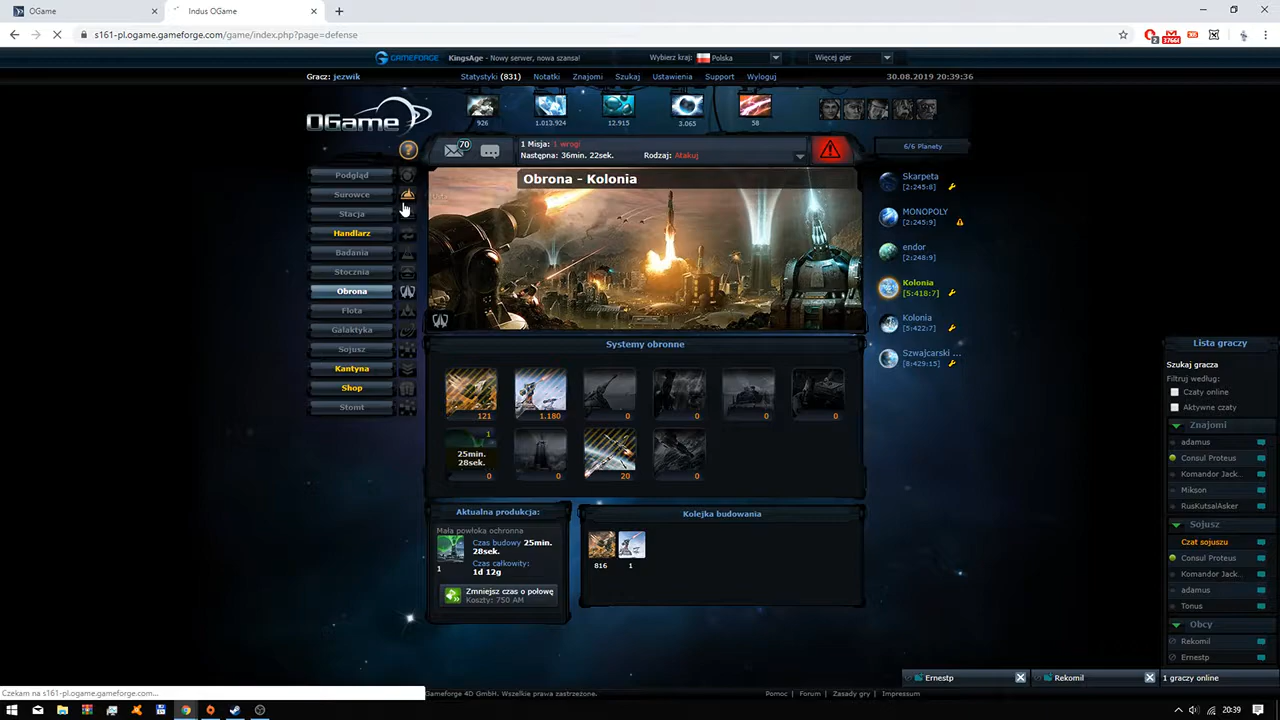 OGame
Indus OGame
s161-pl.ogame.gameforge.com/game/index.php?page=defense
GAMEFORGE
KingsAge - Nowy serwer, nowa szansa!
Wybierz kraj:
Polska
Więcej gier
Gracz: jezwik
Statystyki (831)
Notatki
Znajomi
Szukaj
Ustawienia
Support
Wyloguj
30.08.2019 20:39:36
OGame
926
1.013.924
12.915
3.065
58
70
1 Misja: 1 wrogi
Następna: 36min. 22sek.
Rodzaj: Atakuj
6/6 Planety
Podgląd
Surowce
Stacja
Handlarz
Badania
Stocznia
Obrona
Flota
Galaktyka
Sojusz
Kantyna
Shop
Stomt
Obrona - Kolonia
Skarpeta
[2:245:8]
MONOPOLY
[2:245:9]
endor
[2:248:9]
Kolonia
[5:418:7]
Kolonia
[5:422:7]
Szwajcarski ...
[8:429:15]
Systemy obronne
121
1.180
0
0
0
0
1
25min.
28sek.
0
0
20
0
Aktualna produkcja:
Mała powłoka ochronna
Czas budowy 25min.
28sek.
Czas całkowity:
1d 12g
1
Zmniejsz czas o połowę
Koszty: 750 AM
Kolejka budowania
816
1
Lista graczy
Szukaj gracza
Filtruj według:
Czaty online
Aktywne czaty
Znajomi
adamus
Consul Proteus
Komandor Jack...
Mikson
RusKutsalAsker
Sojusz
Czat sojuszu
Consul Proteus
Komandor Jack...
adamus
Tonus
Obcy
Rekomil
Ernestp
Ernestp
Rekomil
1 graczy online
Czekam na s161-pl.ogame.gameforge.com...
Gameforge 4D GmbH. Wszelkie prawa zastrzeżone.
Pomoc
Forum
Zasady gry
Impressum
20:39